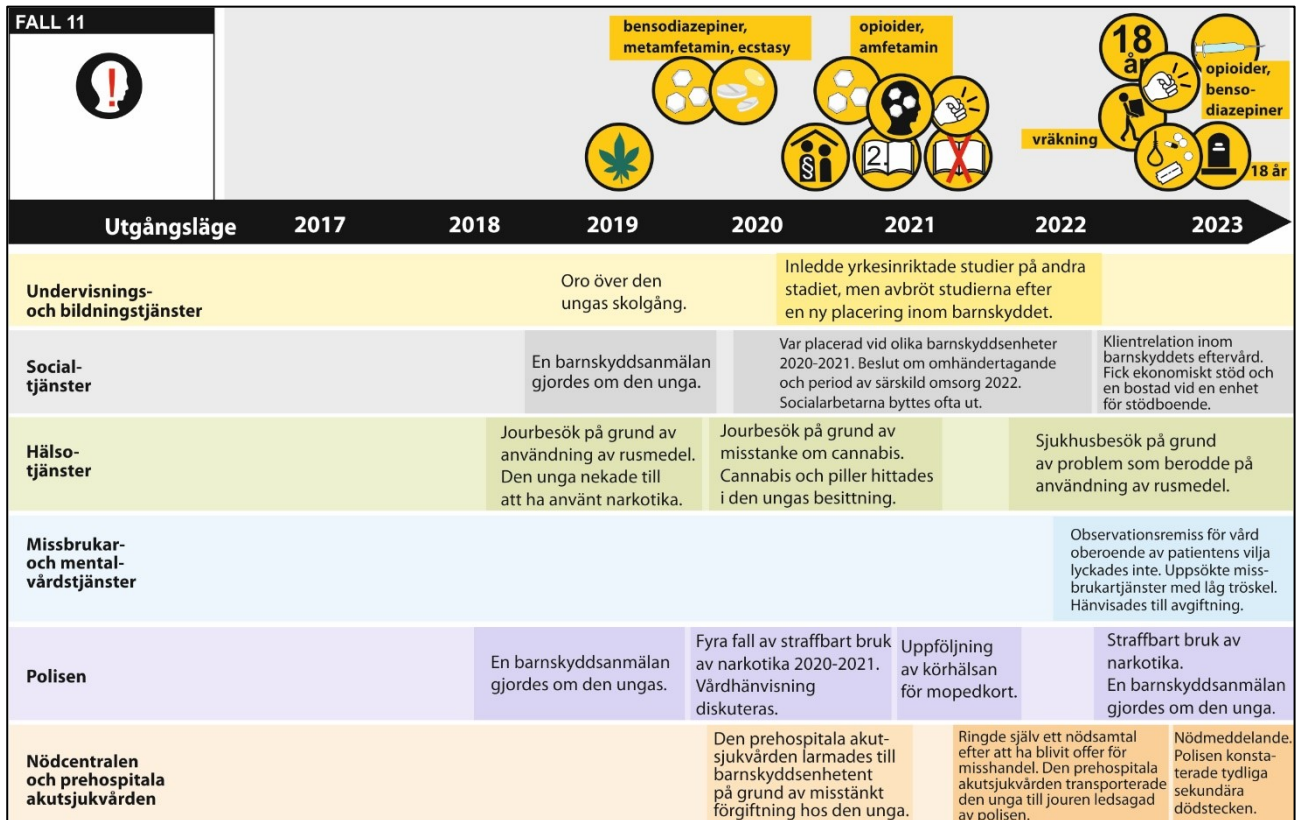 FALL 11
!
bensodiazepiner,
metamfetamin, ecstasy
opioider,
amfetamin
18
år
opioider,
benso-
diazepiner
vräkning
§
2.
18 år
Utgångsläge 2017 2018 2019 2020 2021 2022 2023
Undervisnings-
och bildningstjänster
Oro över den
ungas skolgång.
Inledde yrkesinriktade studier på andra
stadiet, men avbröt studierna efter
en ny placering inom barnskyddet.
Social-
tjänster
En barnskyddsanmälan
gjordes om den unga.
Var placerad vid olika barnskyddsenheter
2020-2021. Beslut om omhändertagande
och period av särskild omsorg 2022.
Socialarbetarna byttes ofta ut.
Klientrelation inom
barnskyddets eftervård.
Fick ekonomiskt stöd och
en bostad vid en enhet
för stödboende.
Hälso-
tjänster
Jourbesök på grund av
användning av rusmedel.
Den unga nekade till
att ha använt narkotika.
Jourbesök på grund av
misstanke om cannabis.
Cannabis och piller hittades
i den ungas besittning.
Sjukhusbesök på grund
av problem som berodde på
användning av rusmedel.
Missbrukar-
och mental-
vårdstjänster
Observationsremiss för vård
oberoende av patientens vilja
lyckades inte. Uppsökte miss-
brukartjänster med låg tröskel.
Hänvisades till avgiftning.
Polisen
En barnskyddsanmälan
gjordes om den ungas.
Fyra fall av straffbart bruk
av narkotika 2020-2021.
Vårdhänvisning
diskuteras.
Uppföljning
av körhälsan
för mopedkort.
Straffbart bruk av
narkotika.
En barnskyddsanmälan
gjordes om den unga.
Nödcentralen
och prehospitala
akutsjukvården
Den prehospitala akut-
sjukvården larmades till
barnskyddsenhetent
på grund av misstänkt
förgiftning hos den unga.
Ringde själv ett nödsamtal
efter att ha blivit offer för
misshandel. Den prehospitala
akutsjukvården transporterade
den unga till jouren ledsagad
av polisen.
Nödmeddelande.
Polisen konsta-
terade tydliga
sekundära
dödstecken.